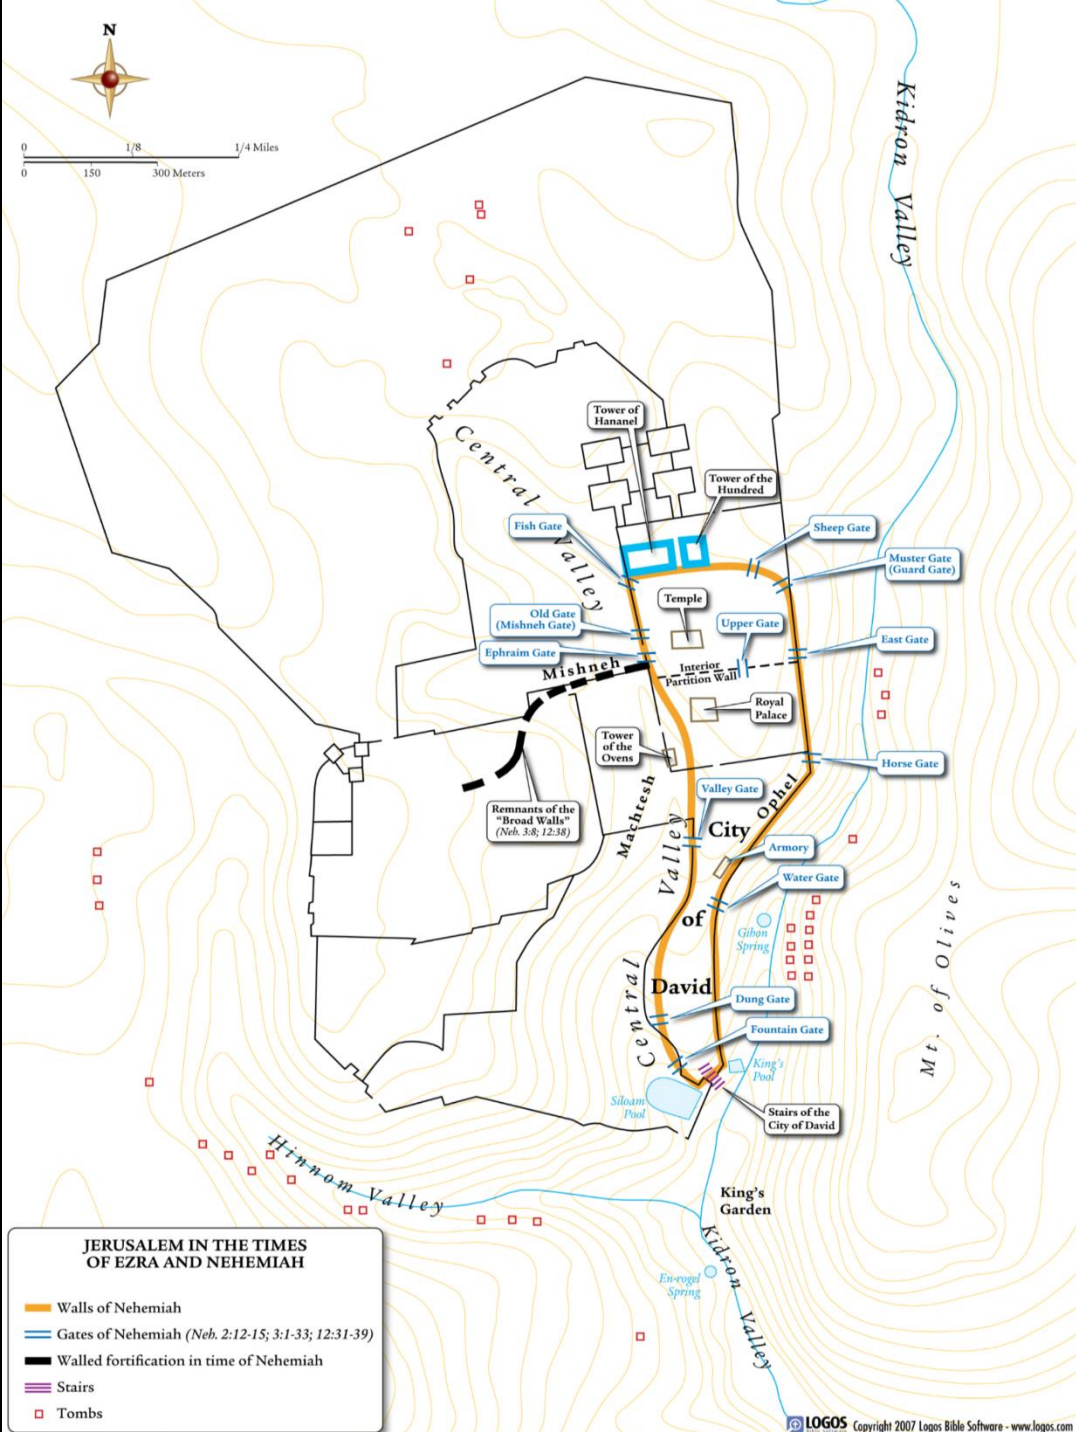 N
0 1/8 1/4 Miles
0 150 300 Meters
Kidron Valley
Central Valley
Tower of
Hananel
Tower of the
Hundred
Fish Gate
Sheep Gate
Muster Gate
(Guard Gate)
Temple
Old Gate
(Mishneh Gate)
Upper Gate
East Gate
Ephraim Gate
Mishneh
Interior
Partition Wall
Royal
Palace
Tower
of the
Ovens
Horse Gate
Valley Gate
Ophel
Remnants of the
“Broad Walls”
(Neh. 3:8; 12:38)
Machtesh
City
of
David
Armory
Water Gate
Central Valley
Gihon
Spring
Mt. of Olives
Dung Gate
Fountain Gate
King's
Pool
Siloam
Pool
Stairs of the
City of David
Hinnom Valley
King's
Garden
Kidron Valley
En-rogel
Spring
JERUSALEM IN THE TIMES
OF EZRA AND NEHEMIAH
Walls of Nehemiah
Gates of Nehemiah (Neh. 2:12-15; 3:1-33; 12:31-39)
Walled fortification in time of Nehemiah
Stairs
Tombs
LOGOS Copyright 2007 Logos Bible Software - www.logos.com